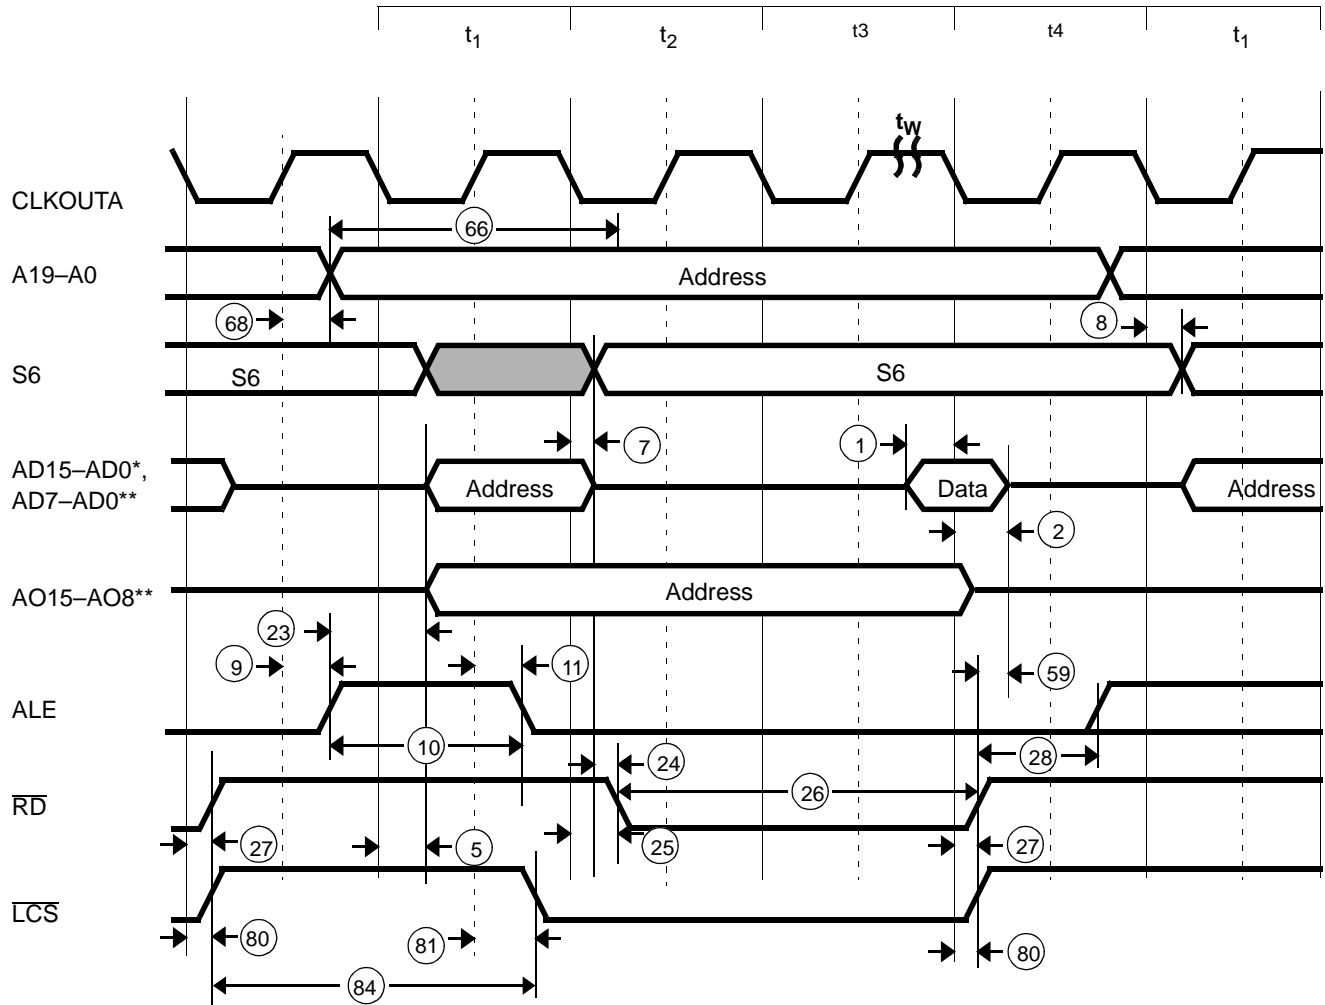 t1 t2 t3 t4 t1
tW
CLKOUTA
66
A19–A0 Address
68 8
S6 S6 S6
7 1
AD15–AD0*, Address Data Address
AD7–AD0**
2
AO15–AO8** Address
23
9 11 59
ALE
10 28
24
RD 26
27 5 25 27
LCS
80 81 80
84